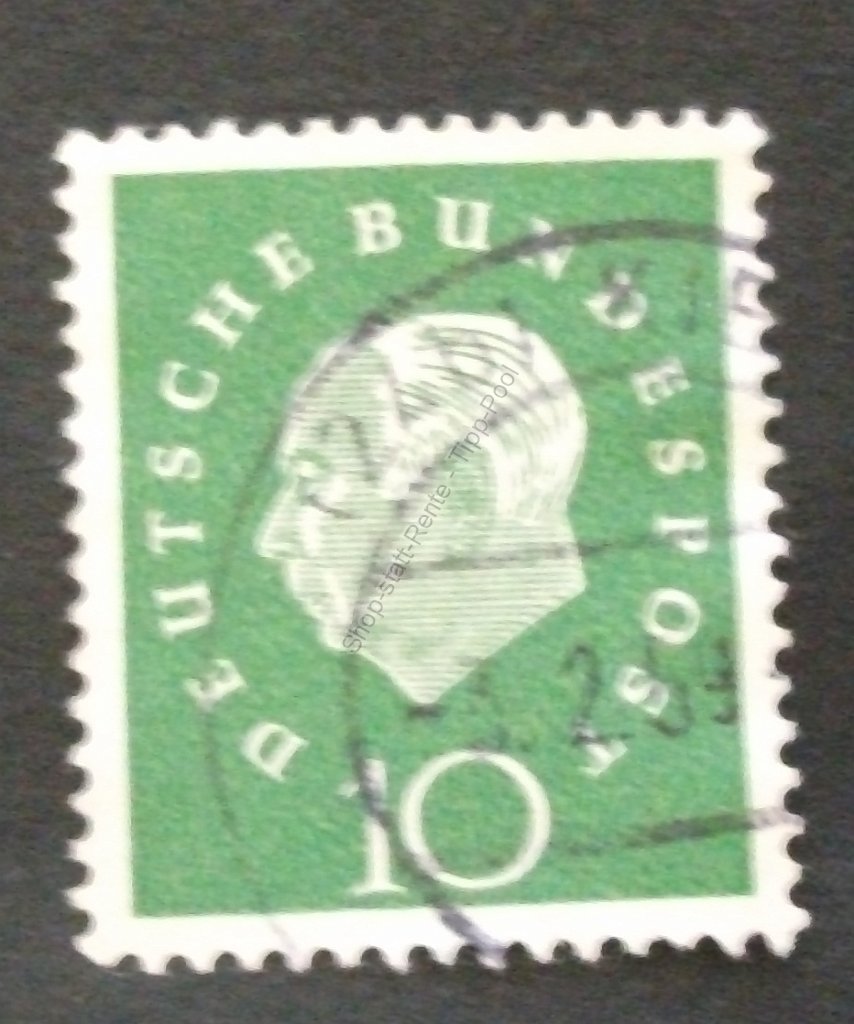 DEUTSCHE BUNDESPOST
10
Shop-statt-Rente - Tipp-Pool